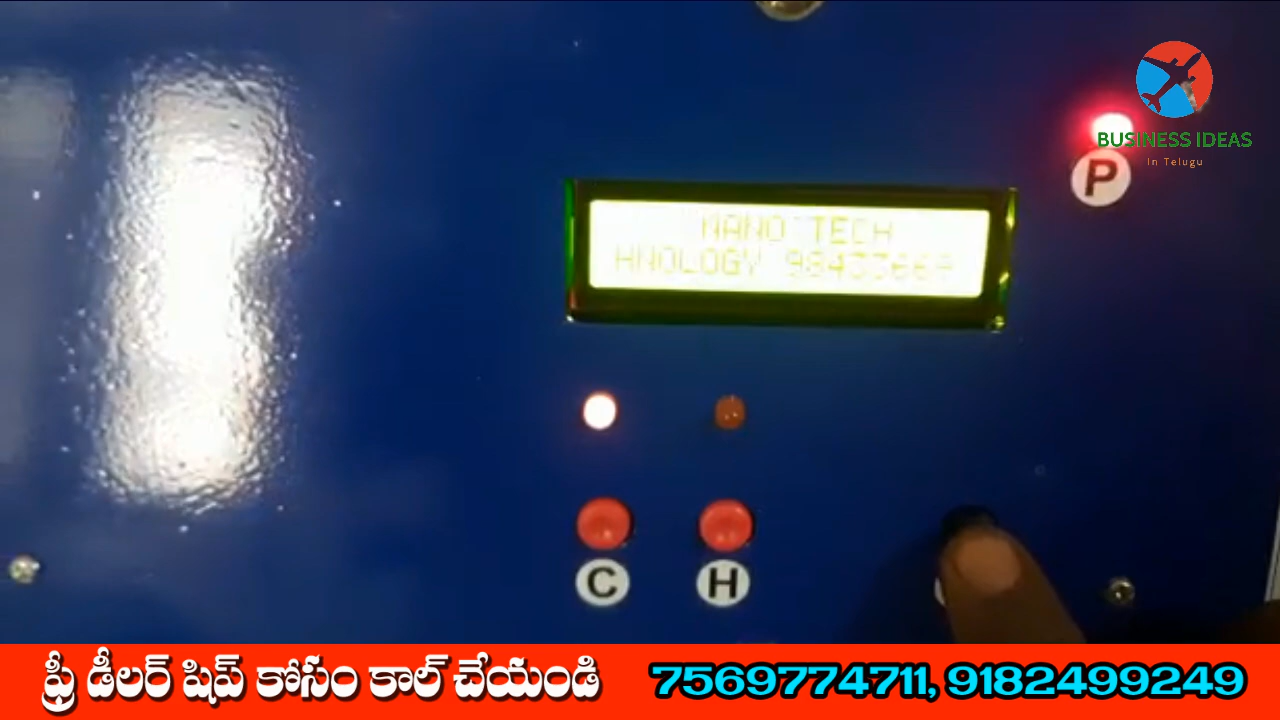 BUSINESS IDEAS
In Telugu
P
NANO TECH
HNOLOGY
C
H
ఫ్రీ డీలర్ షిప్ కోసం కాల్ చేయండి 7569774711, 9182499249